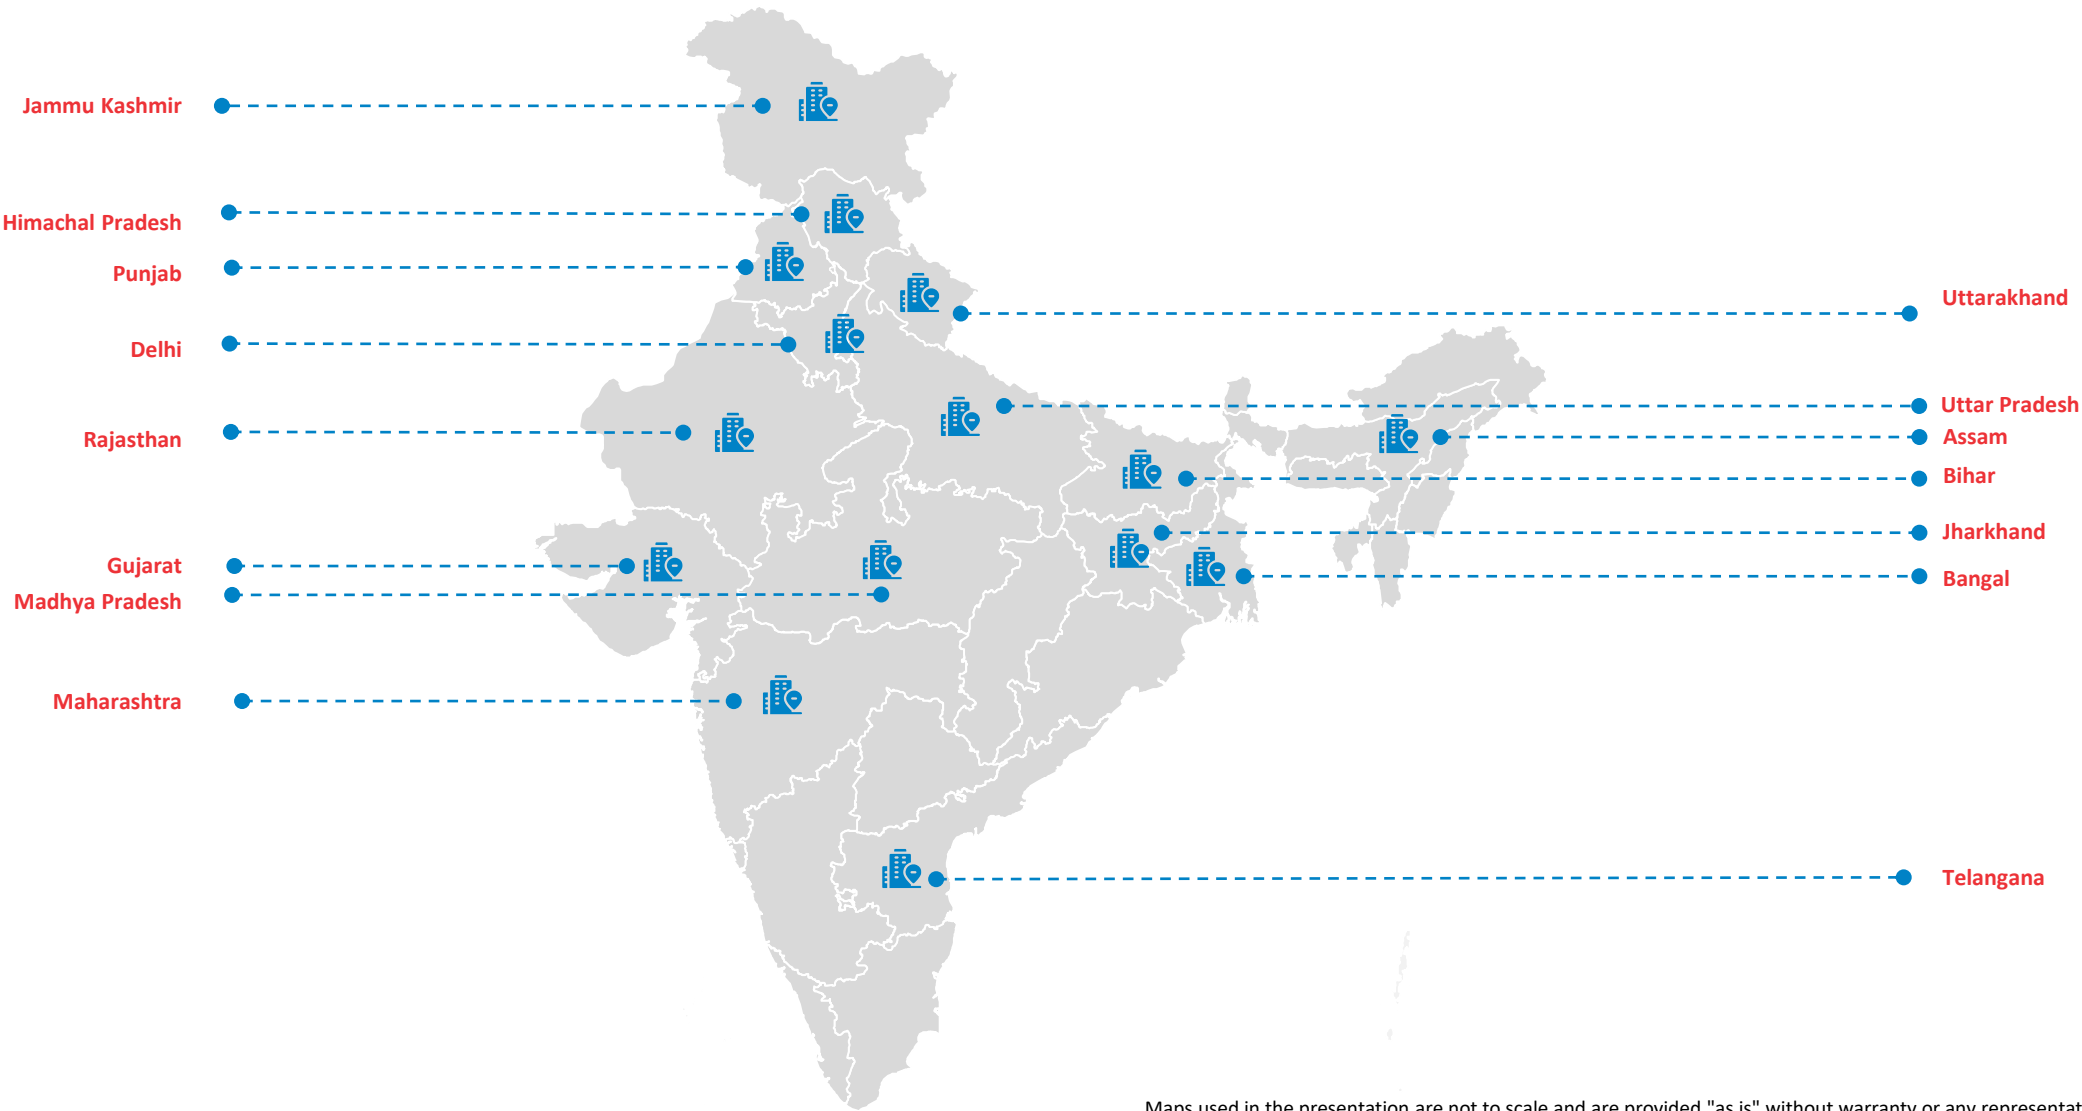 Jammu Kashmir
Himachal Pradesh
Punjab
Uttarakhand
Delhi
Uttar Pradesh
Rajasthan
Assam
Bihar
Jharkhand
Gujarat
Bangal
Madhya Pradesh
Maharashtra
Telangana
Maps used in the presentation are not to scale and are provided "as is" without warranty or any